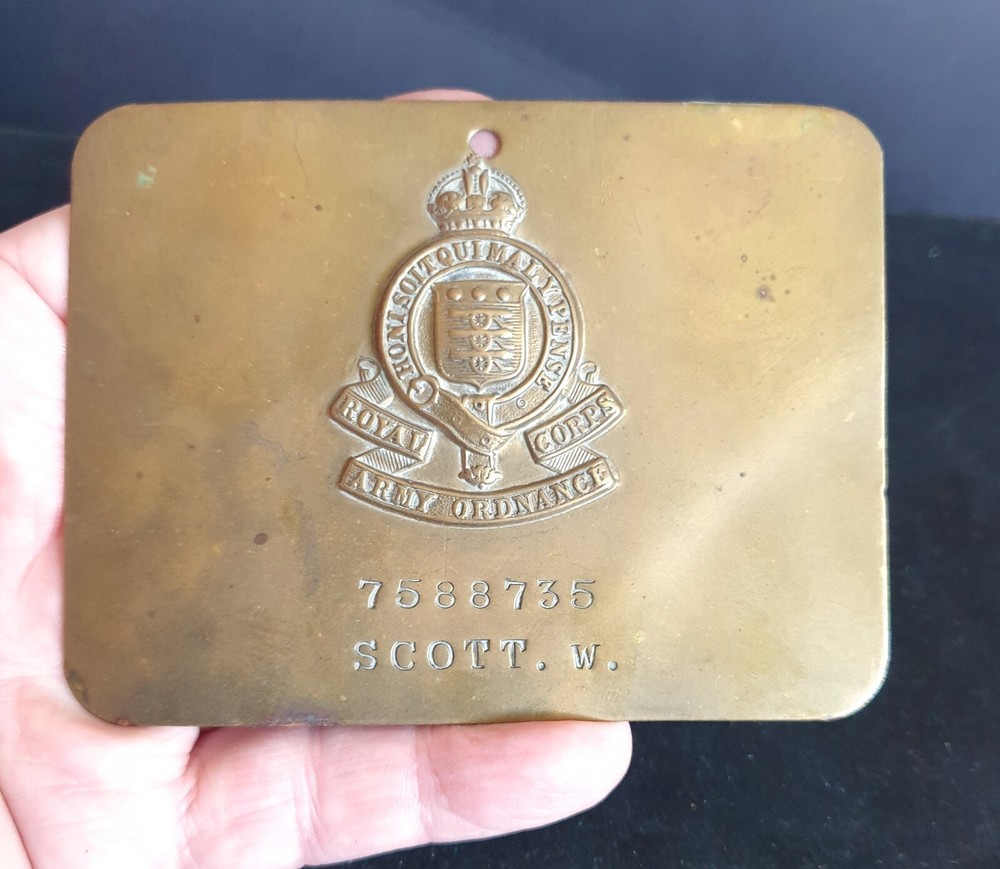 HONI SOIT QUI MAL Y PENSE
ROYAL
ARMY ORDNANCE
CORPS
7588735
SCOTT. W.